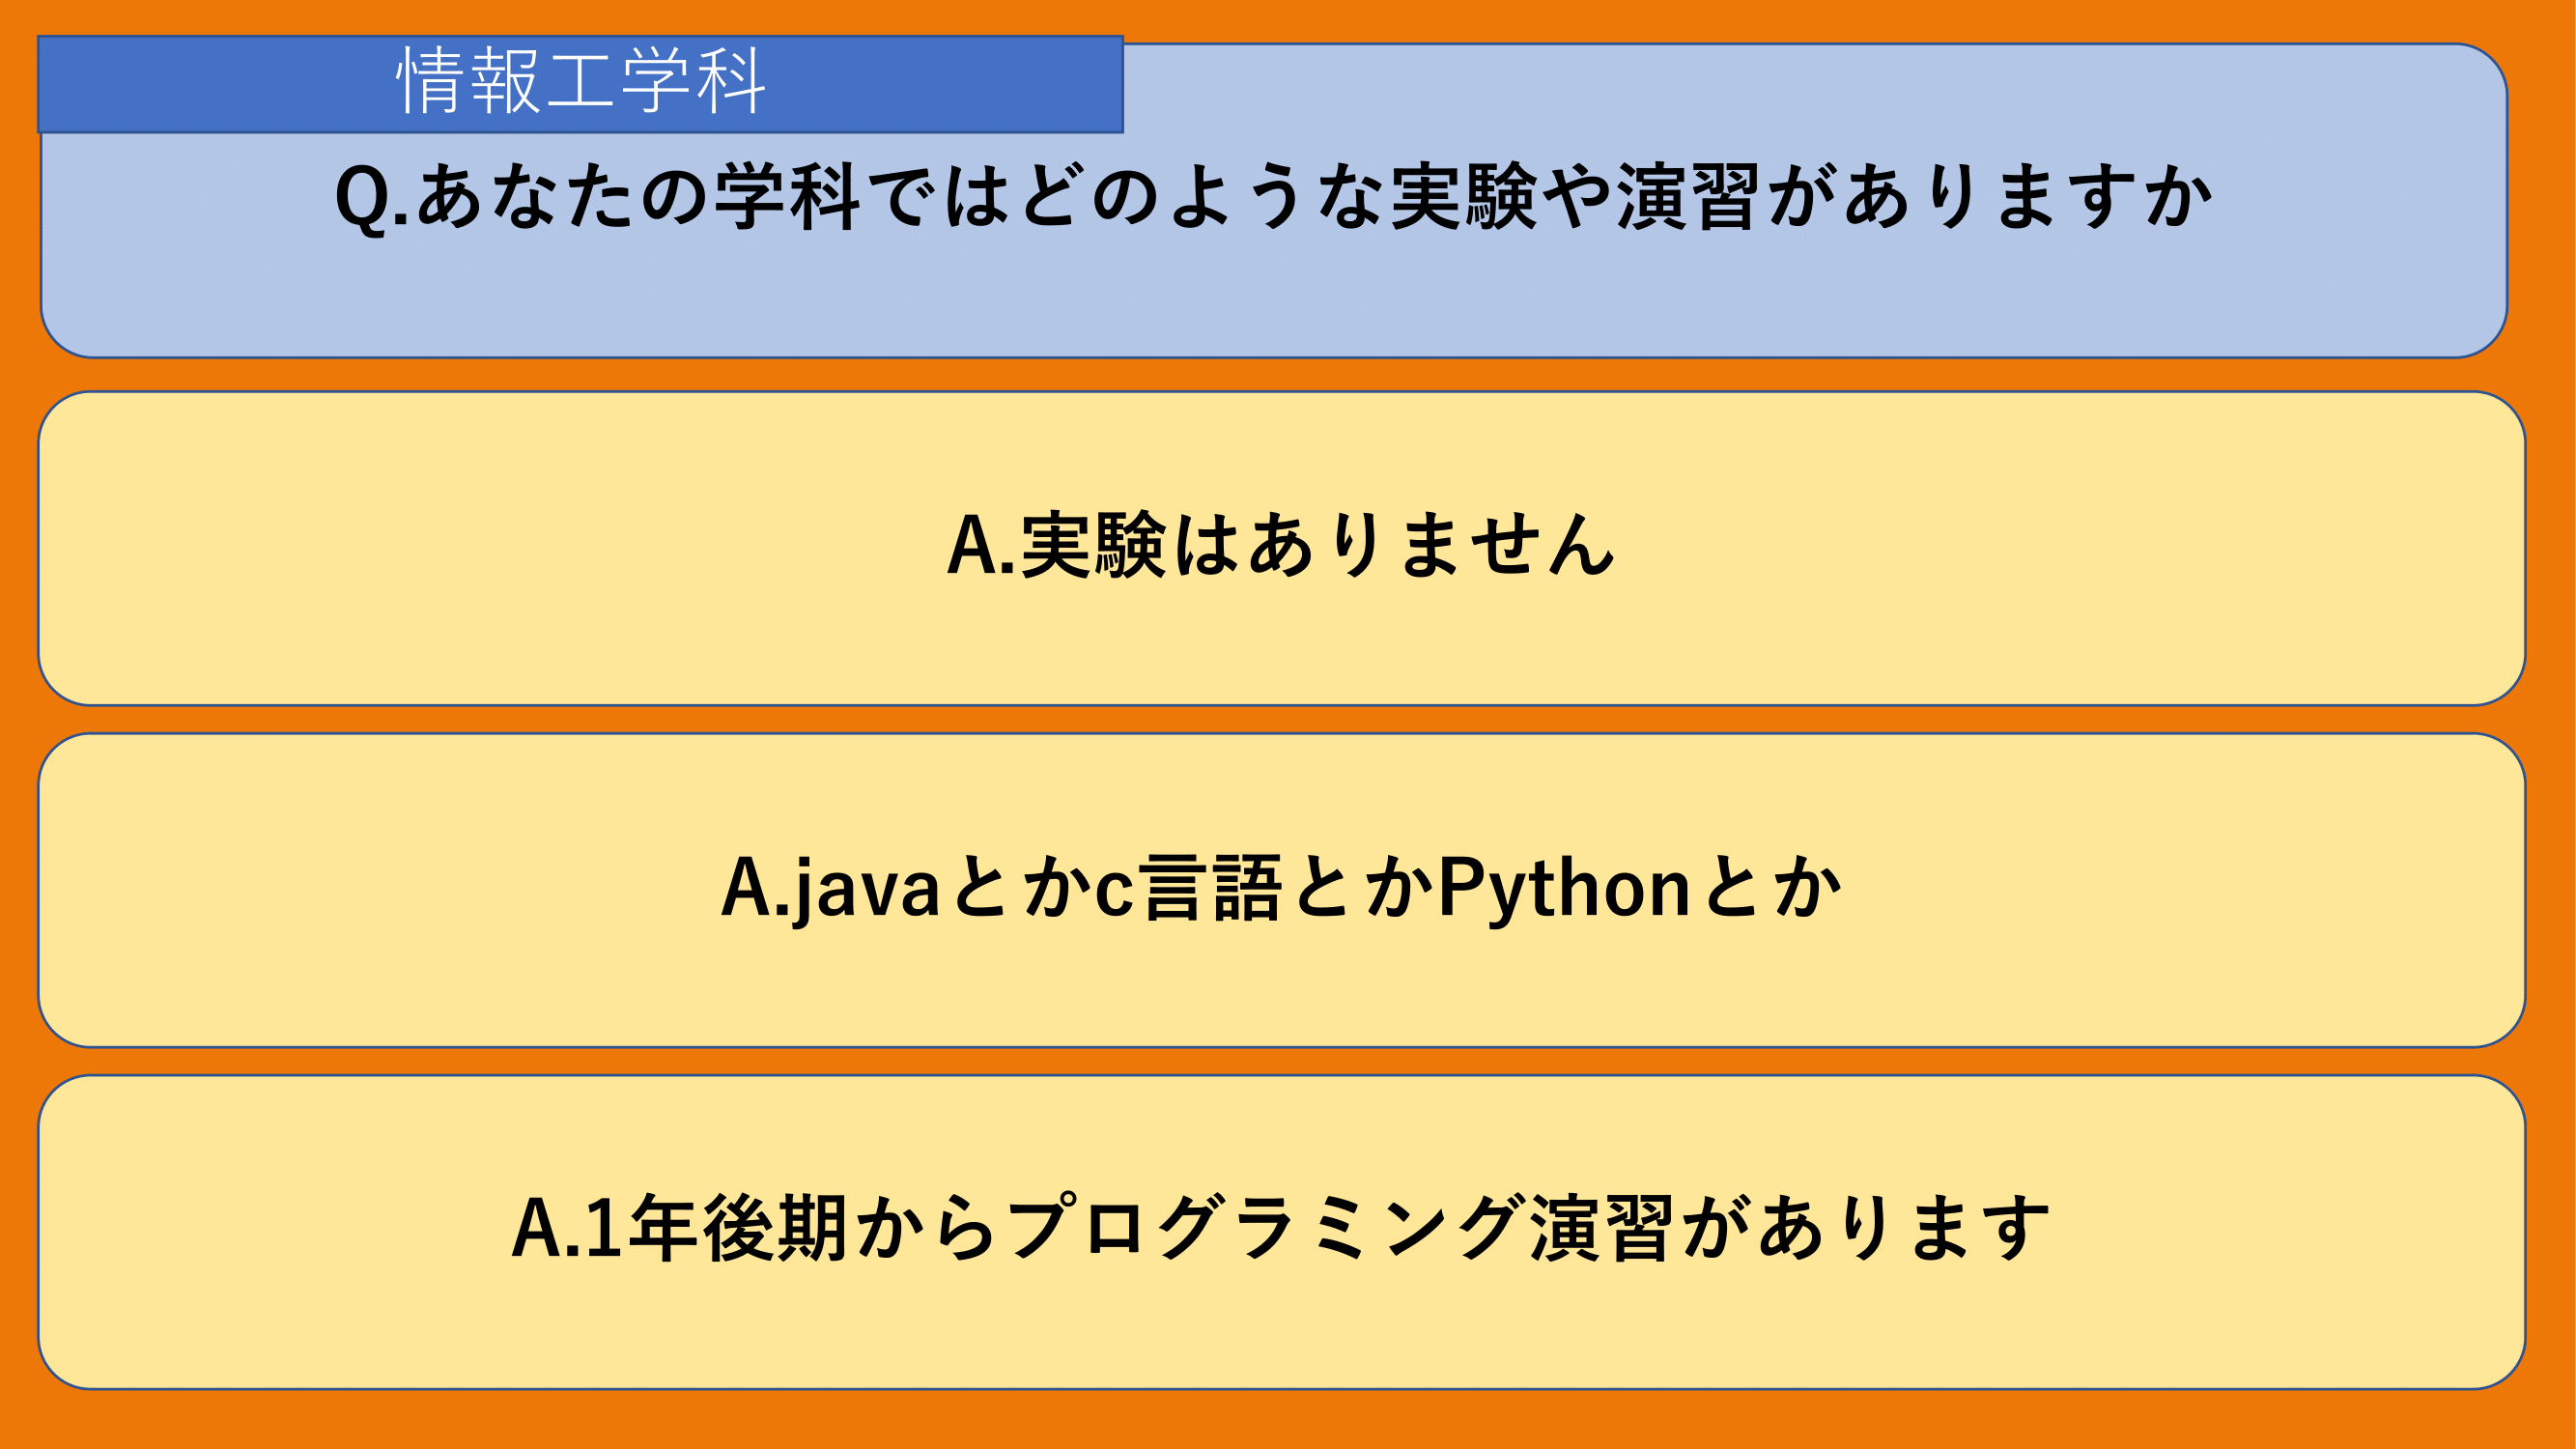 情報工学科
Q.あなたの学科ではどのような実験や演習がありますか
A.実験はありません
A.javaとかc言語とかPythonとか
A.1年後期からプログラミング演習があります